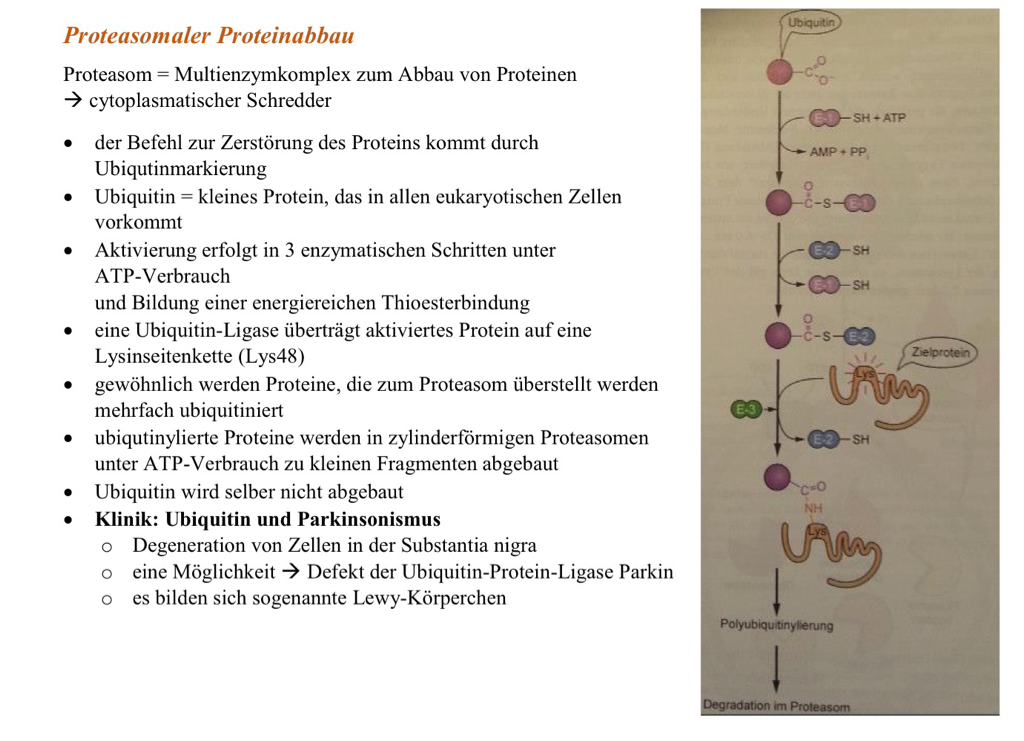 Proteasomaler Proteinabbau
Proteasom = Multienzymkomplex zum Abbau von Proteinen
→ cytoplasmatischer Schredder
• der Befehl zur Zerstörung des Proteins kommt durch
Ubiqutinmarkierung
• Ubiquitin = kleines Protein, das in allen eukaryotischen Zellen
vorkommt
• Aktivierung erfolgt in 3 enzymatischen Schritten unter
ATP-Verbrauch
und Bildung einer energiereichen Thioesterbindung
• eine Ubiquitin-Ligase überträgt aktiviertes Protein auf eine
Lysinseitenkette (Lys48)
• gewöhnlich werden Proteine, die zum Proteasom überstellt werden
mehrfach ubiquitiniert
• ubiqutinylierte Proteine werden in zylinderförmigen Proteasomen
unter ATP-Verbrauch zu kleinen Fragmenten abgebaut
• Ubiquitin wird selber nicht abgebaut
• Klinik: Ubiquitin und Parkinsonismus
o Degeneration von Zellen in der Substantia nigra
o eine Möglichkeit → Defekt der Ubiquitin-Protein-Ligase Parkin
o es bilden sich sogenannte Lewy-Körperchen
Ubiquitin
C O
O⁻
E-1 SH + ATP
AMP + PPi
O
C-S-E-1
E-2 SH
E-1 SH
O
C-S-E-2
Zielprotein
Lys
E-3
E-2 SH
C=O
NH
Lys
Polyubiquitinylierung
Degradation im Proteasom